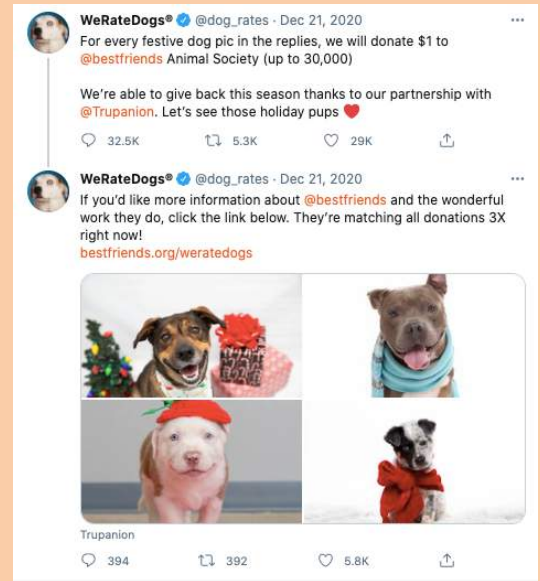 WeRateDogs® @dog_rates · Dec 21, 2020
For every festive dog pic in the replies, we will donate $1 to
@bestfriends Animal Society (up to 30,000)
We're able to give back this season thanks to our partnership with
@Trupanion. Let's see those holiday pups ❤️
32.5K 5.3K 29K
WeRateDogs® @dog_rates · Dec 21, 2020
If you'd like more information about @bestfriends and the wonderful
work they do, click the link below. They're matching all donations 3X
right now!
bestfriends.org/weratedogs
Trupanion
394 392 5.8K